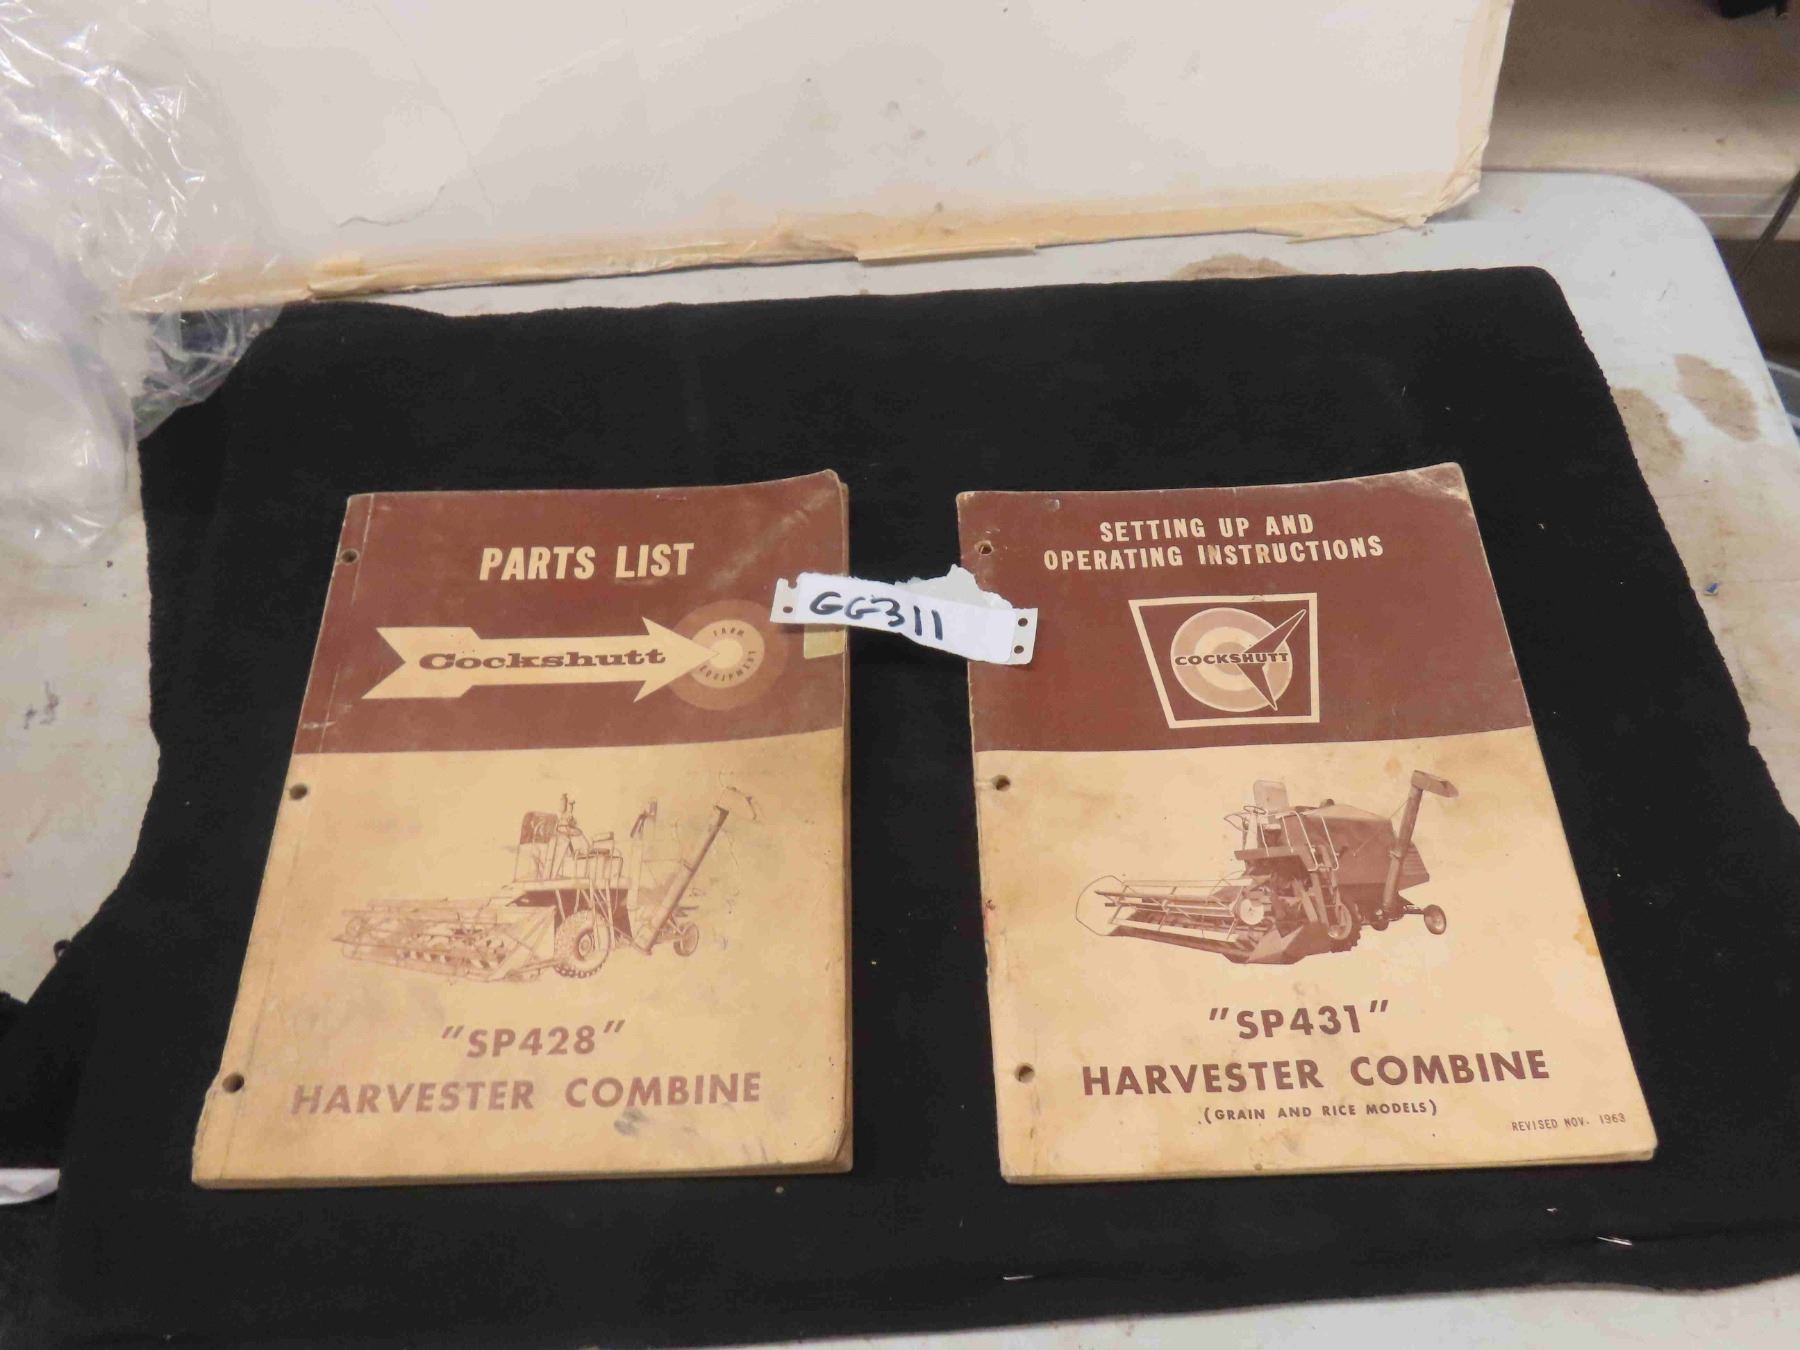 PARTS LIST
Cockshutt
FARM
EQUIPMENT
"SP428"
HARVESTER COMBINE
GG311
SETTING UP AND
OPERATING INSTRUCTIONS
COCKSHUTT
"SP431"
HARVESTER COMBINE
(GRAIN AND RICE MODELS)
REVISED NOV. 1963